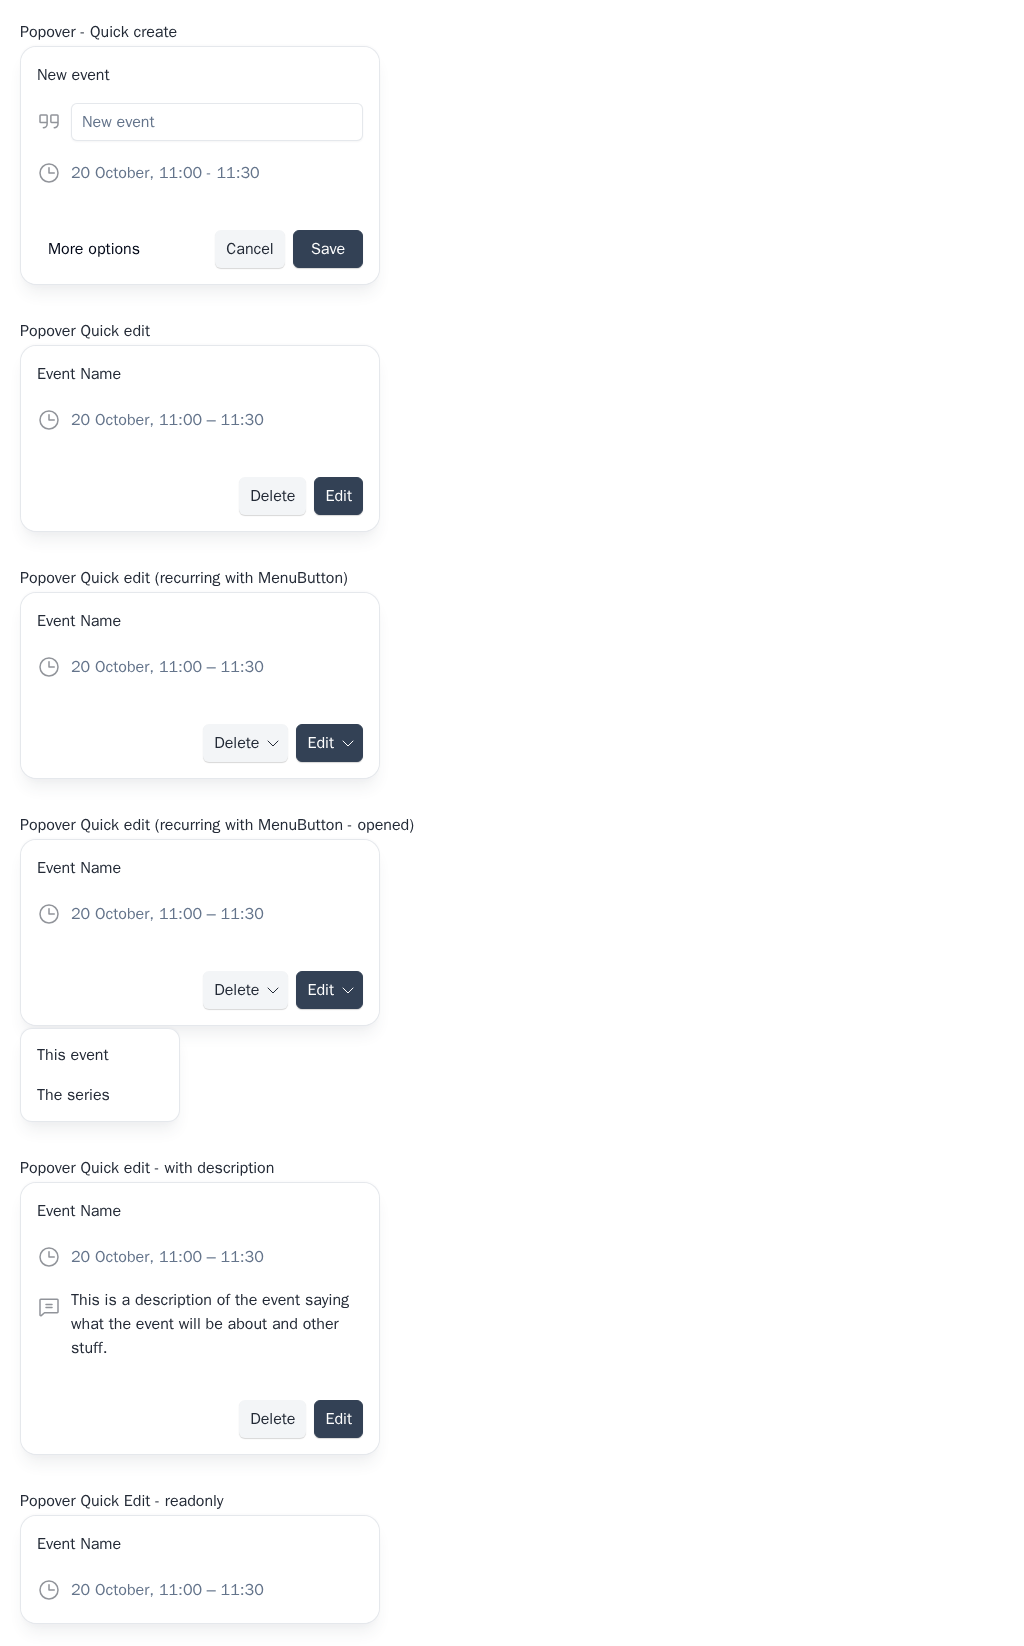 Popover - Quick create
New event
New event
20 October, 11:00 - 11:30
More options Cancel Save
Popover Quick edit
Event Name
20 October, 11:00 – 11:30
Delete Edit
Popover Quick edit (recurring with MenuButton)
Event Name
20 October, 11:00 – 11:30
Delete Edit
Popover Quick edit (recurring with MenuButton - opened)
Event Name
20 October, 11:00 – 11:30
Delete Edit
This event
The series
Popover Quick edit - with description
Event Name
20 October, 11:00 – 11:30
This is a description of the event saying
what the event will be about and other
stuff.
Delete Edit
Popover Quick Edit - readonly
Event Name
20 October, 11:00 – 11:30